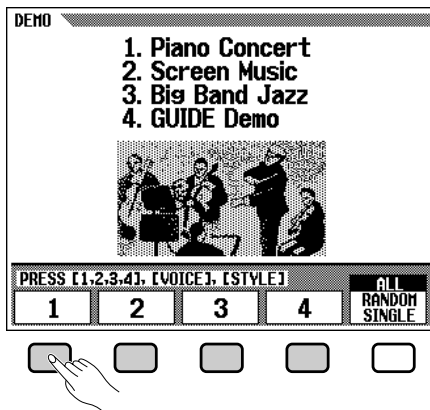 DEMO
1. Piano Concert
2. Screen Music
3. Big Band Jazz
4. GUIDE Demo
PRESS [1,2,3,4], [VOICE], [STYLE]
1 2 3 4
ALL
RANDOM
SINGLE